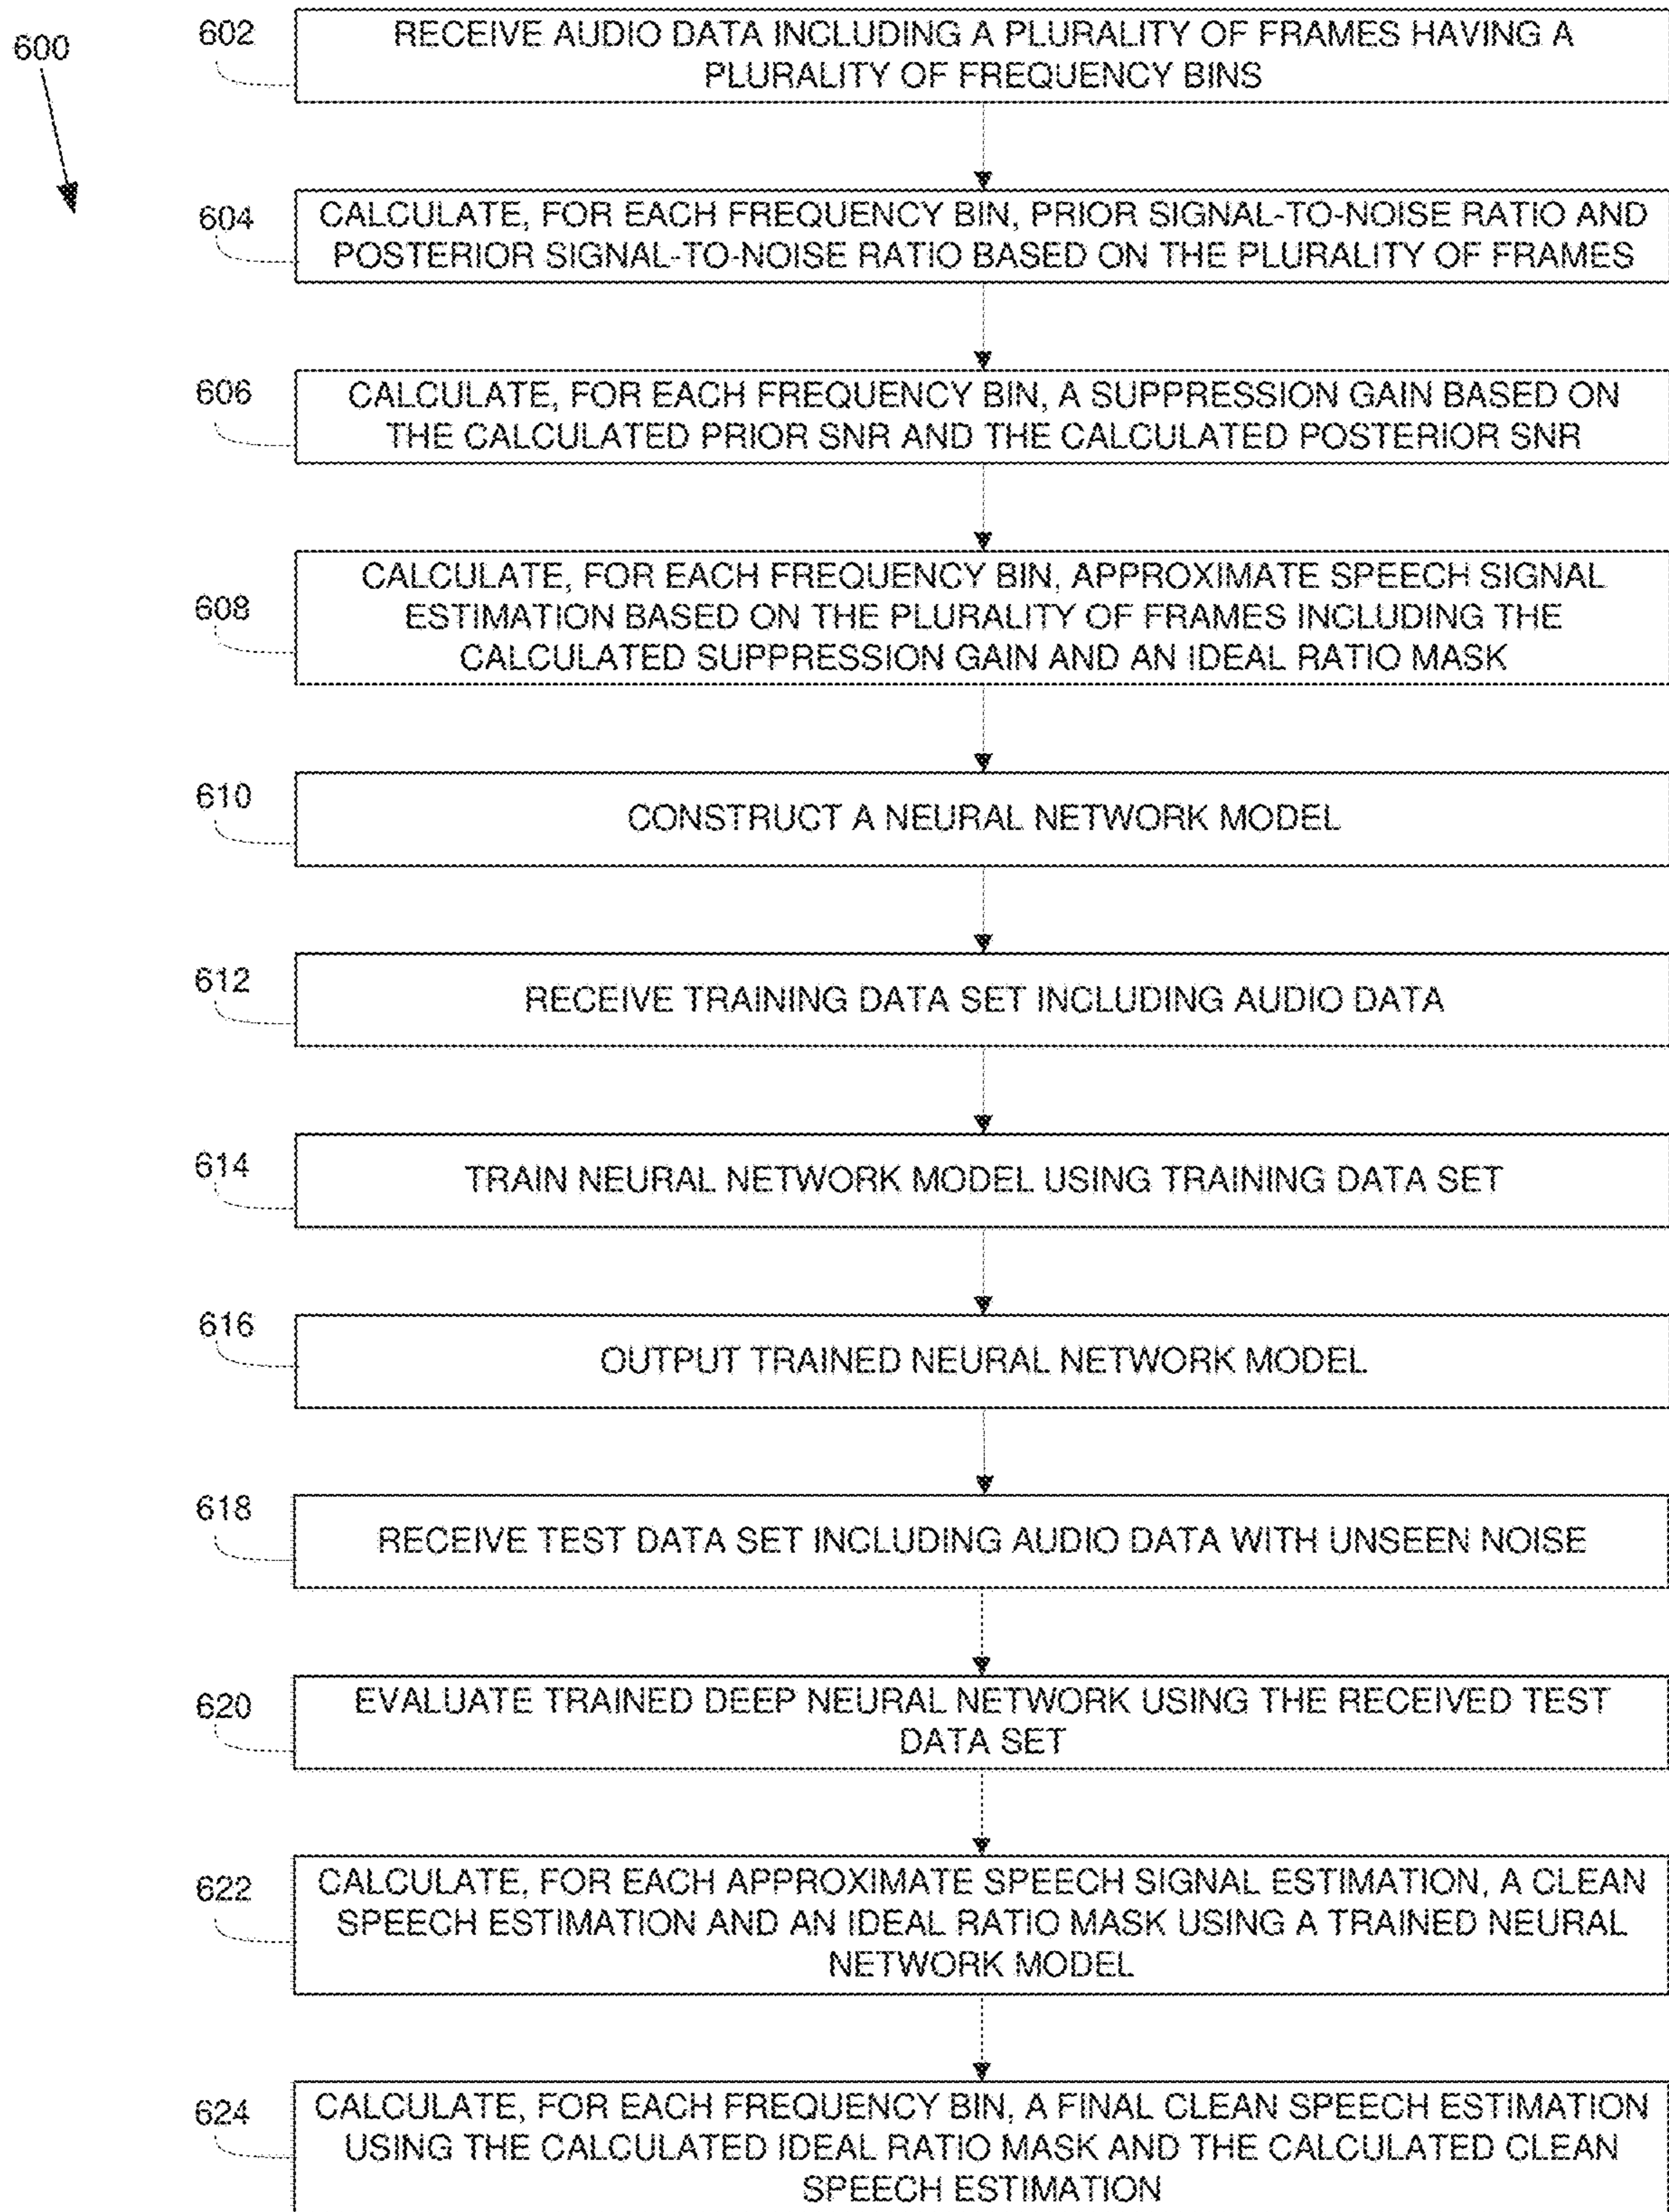 600
602
RECEIVE AUDIO DATA INCLUDING A PLURALITY OF FRAMES HAVING A
PLURALITY OF FREQUENCY BINS
604
CALCULATE, FOR EACH FREQUENCY BIN, PRIOR SIGNAL-TO-NOISE RATIO AND
POSTERIOR SIGNAL-TO-NOISE RATIO BASED ON THE PLURALITY OF FRAMES
606
CALCULATE, FOR EACH FREQUENCY BIN, A SUPPRESSION GAIN BASED ON
THE CALCULATED PRIOR SNR AND THE CALCULATED POSTERIOR SNR
608
CALCULATE, FOR EACH FREQUENCY BIN, APPROXIMATE SPEECH SIGNAL
ESTIMATION BASED ON THE PLURALITY OF FRAMES INCLUDING THE
CALCULATED SUPPRESSION GAIN AND AN IDEAL RATIO MASK
610
CONSTRUCT A NEURAL NETWORK MODEL
612
RECEIVE TRAINING DATA SET INCLUDING AUDIO DATA
614
TRAIN NEURAL NETWORK MODEL USING TRAINING DATA SET
616
OUTPUT TRAINED NEURAL NETWORK MODEL
618
RECEIVE TEST DATA SET INCLUDING AUDIO DATA WITH UNSEEN NOISE
620
EVALUATE TRAINED DEEP NEURAL NETWORK USING THE RECEIVED TEST
DATA SET
622
CALCULATE, FOR EACH APPROXIMATE SPEECH SIGNAL ESTIMATION, A CLEAN
SPEECH ESTIMATION AND AN IDEAL RATIO MASK USING A TRAINED NEURAL
NETWORK MODEL
624
CALCULATE, FOR EACH FREQUENCY BIN, A FINAL CLEAN SPEECH ESTIMATION
USING THE CALCULATED IDEAL RATIO MASK AND THE CALCULATED CLEAN
SPEECH ESTIMATION